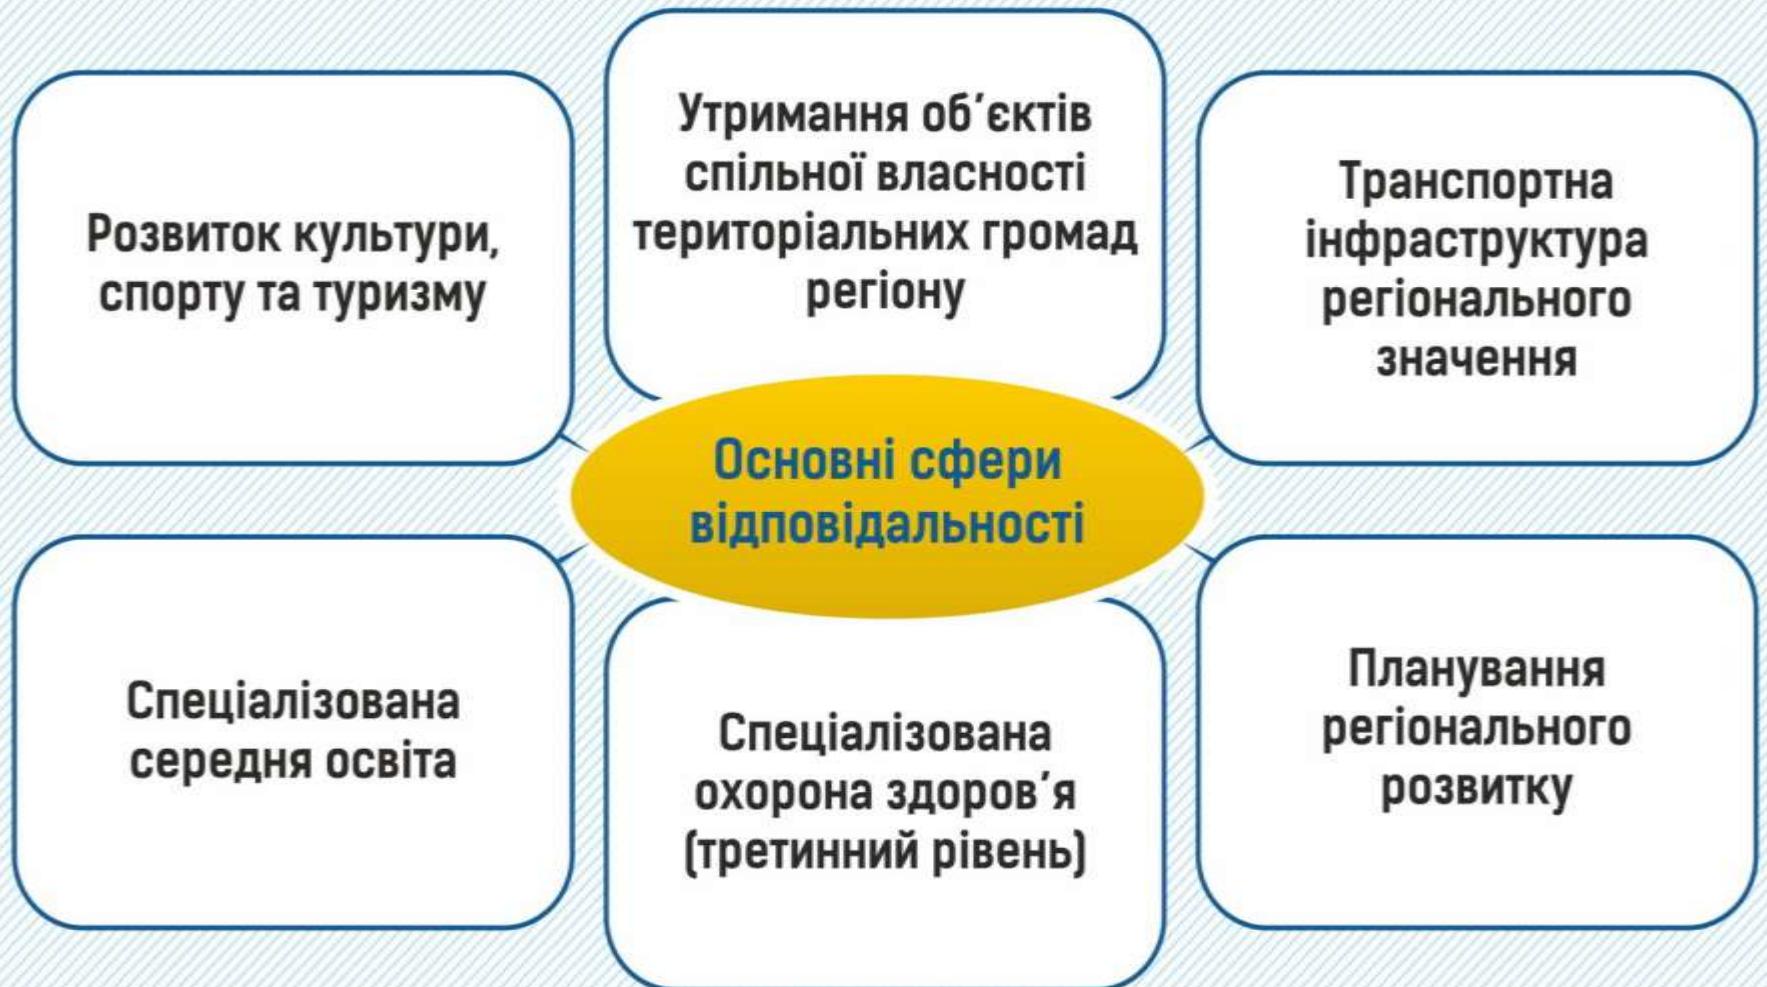 Розвиток культури,
спорту та туризму
Утримання об’єктів
спільної власності
територіальних громад
регіону
Транспортна
інфраструктура
регіонального
значення
Основні сфери
відповідальності
Спеціалізована
середня освіта
Спеціалізована
охорона здоров’я
(третинний рівень)
Планування
регіонального
розвитку